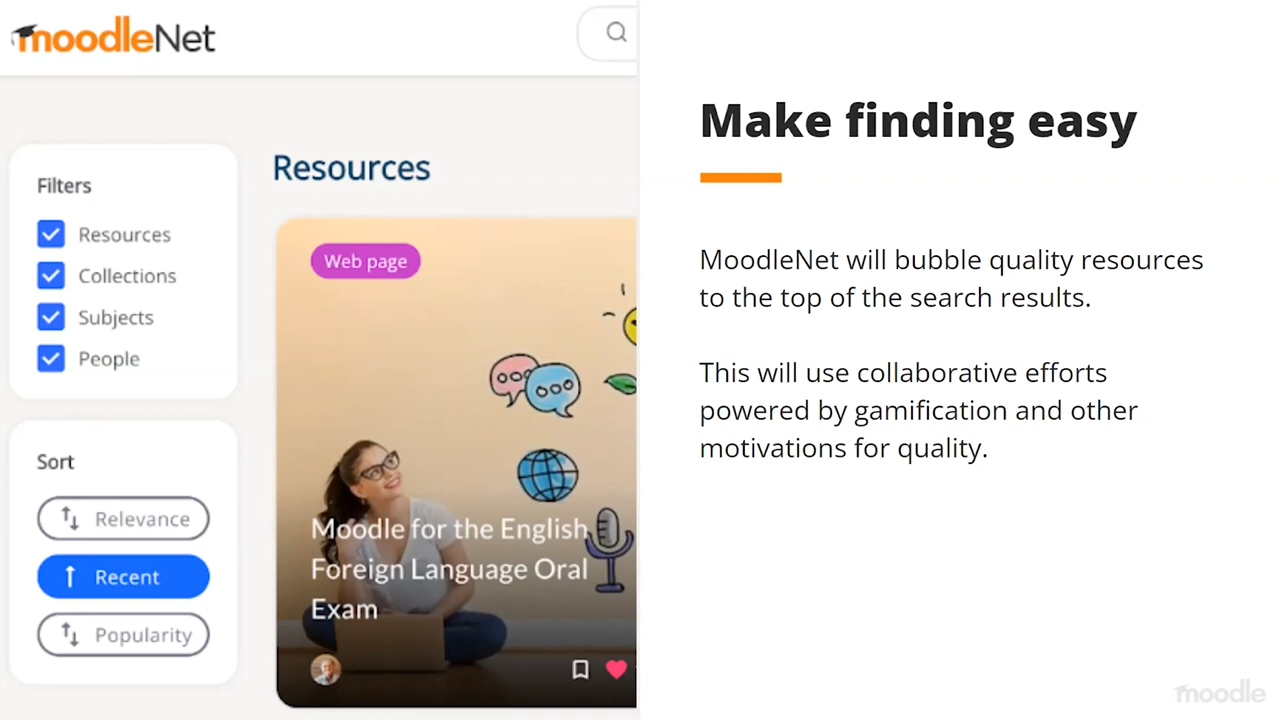 moodleNet
Filters
Resources
Collections
Subjects
People
Sort
Relevance
Recent
Popularity
Resources
Web page
Moodle for the English
Foreign Language Oral
Exam
Make finding easy
MoodleNet will bubble quality resources
to the top of the search results.
This will use collaborative efforts
powered by gamification and other
motivations for quality.
moodle